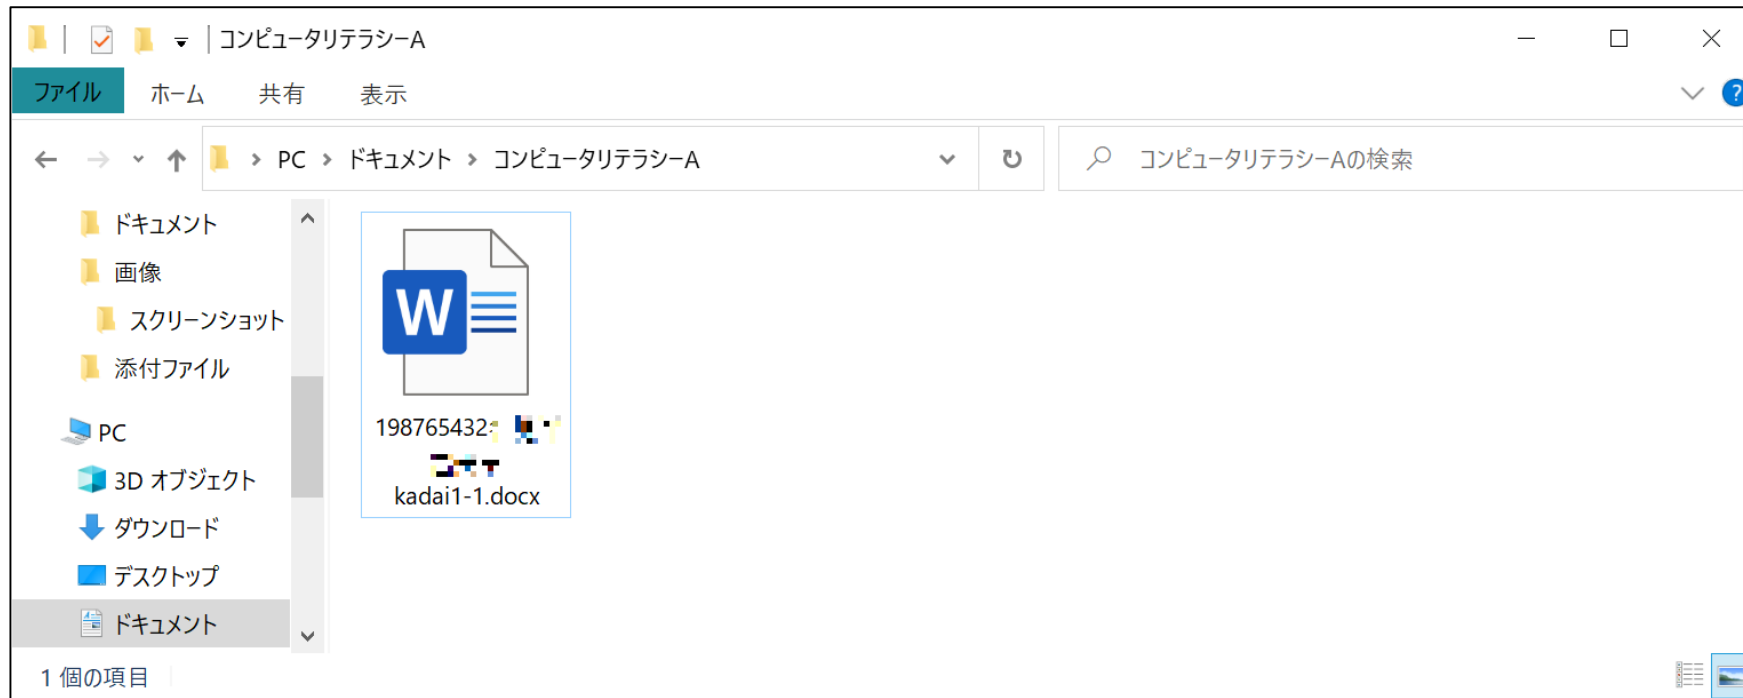 コンピュータリテラシーA
ファイル ホーム 共有 表示
PC ドキュメント コンピュータリテラシーA
コンピュータリテラシーAの検索
ドキュメント
画像
スクリーンショット
添付ファイル
PC
3D オブジェクト
ダウンロード
デスクトップ
ドキュメント
W
198765432
kadai1-1.docx
1 個の項目